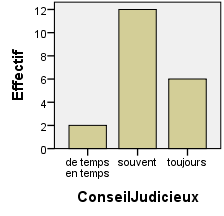 Effectif
12
10
8
6
4
2
0
de temps
en temps
souvent
toujours
ConseilJudicieux